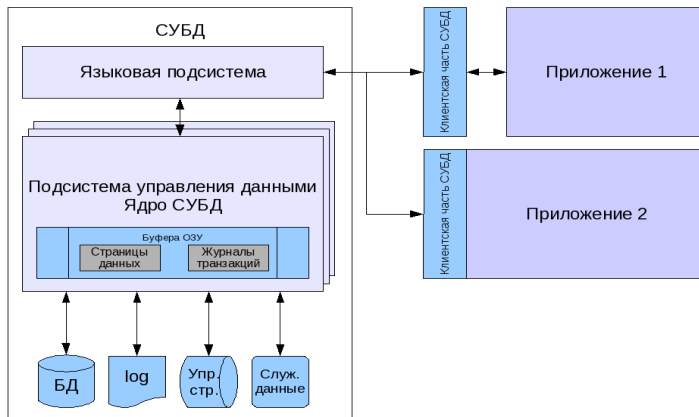 СУБД
Языковая подсистема
Подсистема управления данными
Ядро СУБД
Буфера ОЗУ
Страницы
данных
Журналы
транзакций
БД
log
Упр.
стр.
Служ.
данные
Клиентская часть СУБД
Приложение 1
Клиентская часть СУБД
Приложение 2